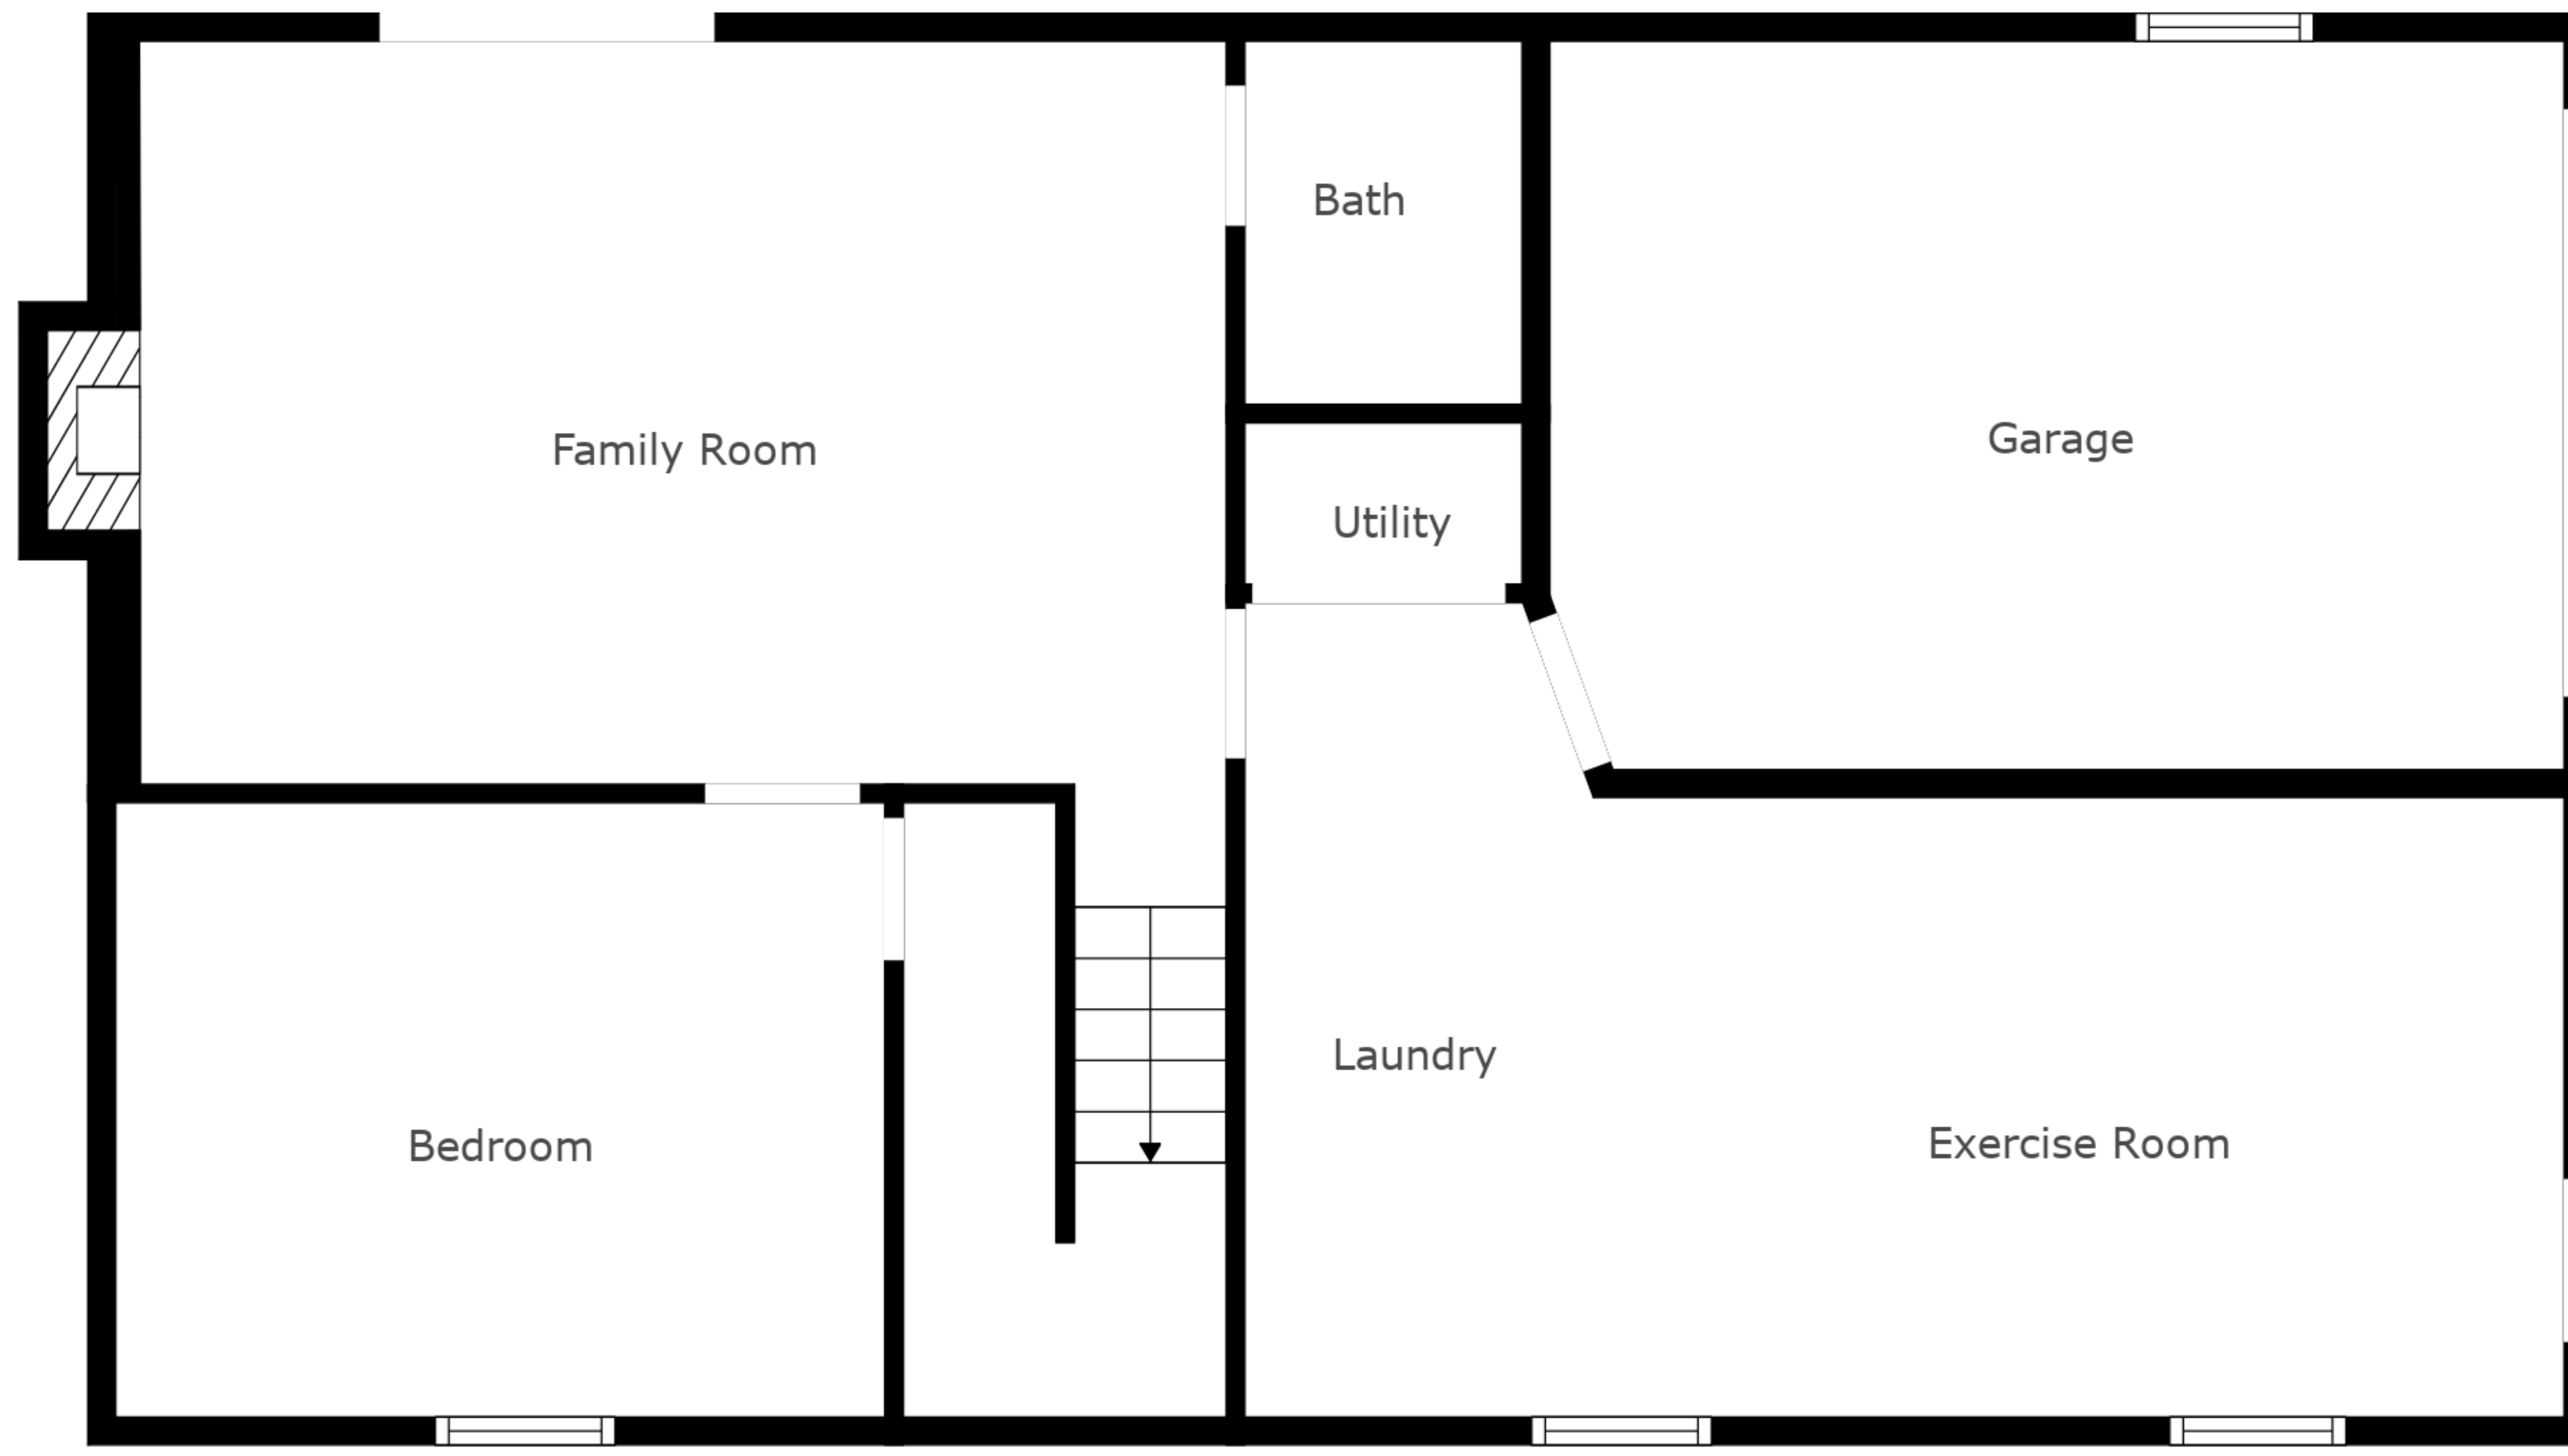 Bath
Family Room
Garage
Utility
Laundry
Bedroom
Exercise Room